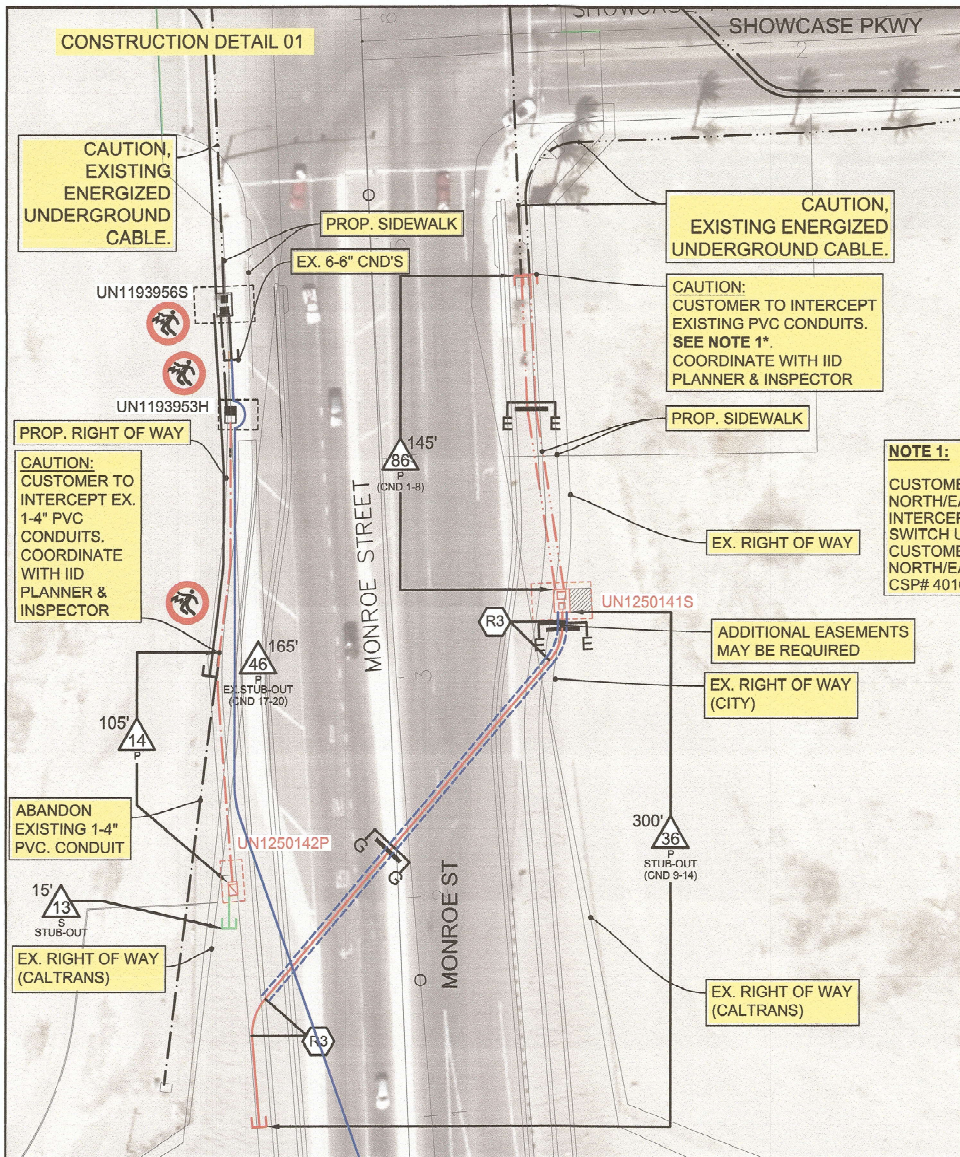 SHOWCASE PKWY
CONSTRUCTION DETAIL 01
CAUTION,
EXISTING
ENERGIZED
UNDERGROUND
CABLE.
PROP. SIDEWALK
EX. 6-6" CND'S
UN1193956S
UN1193953H
CAUTION,
EXISTING ENERGIZED
UNDERGROUND CABLE.
CAUTION:
CUSTOMER TO INTERCEPT
EXISTING PVC CONDUITS.
SEE NOTE 1*.
COORDINATE WITH IID
PLANNER & INSPECTOR
PROP. RIGHT OF WAY
CAUTION:
CUSTOMER TO
INTERCEPT EX.
1-4" PVC
CONDUITS.
COORDINATE
WITH IID
PLANNER &
INSPECTOR
145'
86
P
(CND 1-8)
E E
PROP. SIDEWALK
NOTE 1:
MONROE STREET
EX. RIGHT OF WAY
UN1250141S
R3
E E
ADDITIONAL EASEMENTS
MAY BE REQUIRED
EX. RIGHT OF WAY
(CITY)
165'
46
P
EX.STUB-OUT
(CND 17-20)
3
105'
14
P
ABANDON
EXISTING 1-4"
PVC. CONDUIT
UN1250142P
15'
13
S
STUB-OUT
300'
36
P
STUB-OUT
(CND 9-14)
G G
MONROE ST
EX. RIGHT OF WAY
(CALTRANS)
EX. RIGHT OF WAY
(CALTRANS)
R3